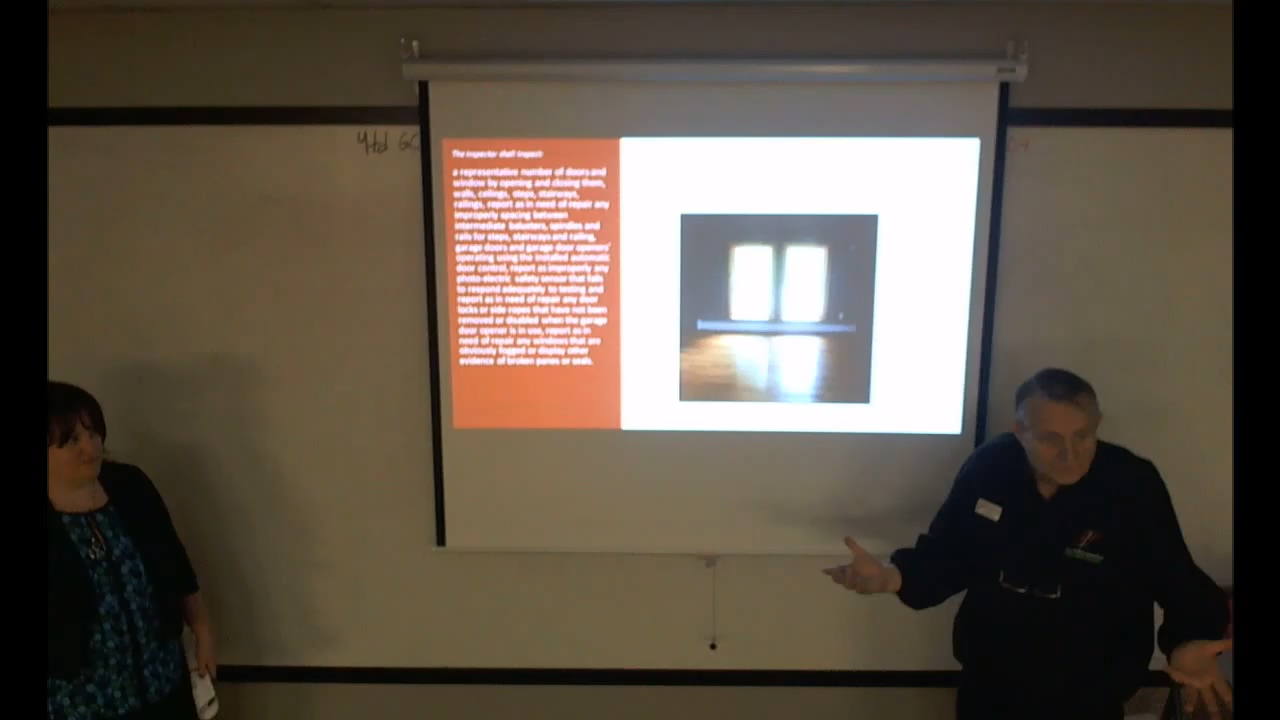 Ytd GC
The inspector shall inspect:
a representative number of doors and
window by opening and closing them,
walls, ceilings, steps, stairways,
railings, report as in need of repair any
improperly spacing between
intermediate balusters, spindles and
rails for steps, stairways and railing,
garage doors and garage door openers'
operating using the installed automatic
door control, report as improperly any
photo-electric safety sensor that fails
to respond adequately to testing and
report as in need of repair any door
locks or side ropes that have not been
removed or disabled when the garage
door opener is in use, report as in
need of repair any windows that are
obviously fogged or display other
evidence of broken panes or seals.